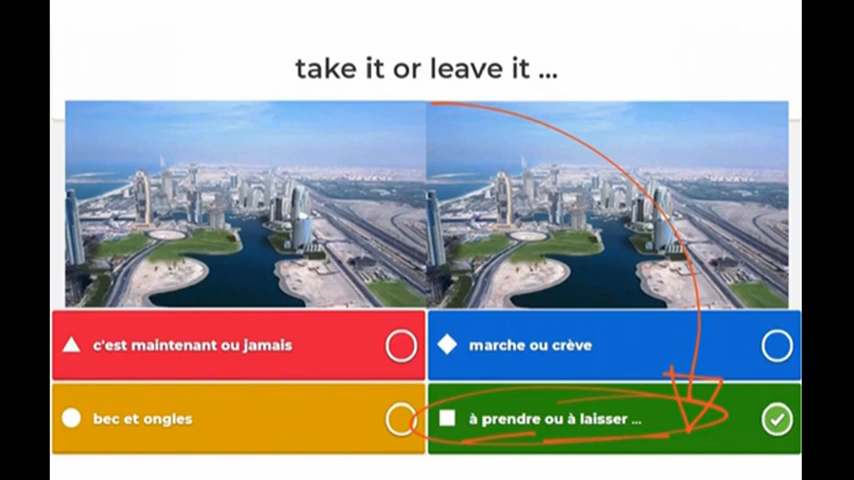 take it or leave it ...
c'est maintenant ou jamais
marche ou crève
bec et ongles
à prendre ou à laisser ...